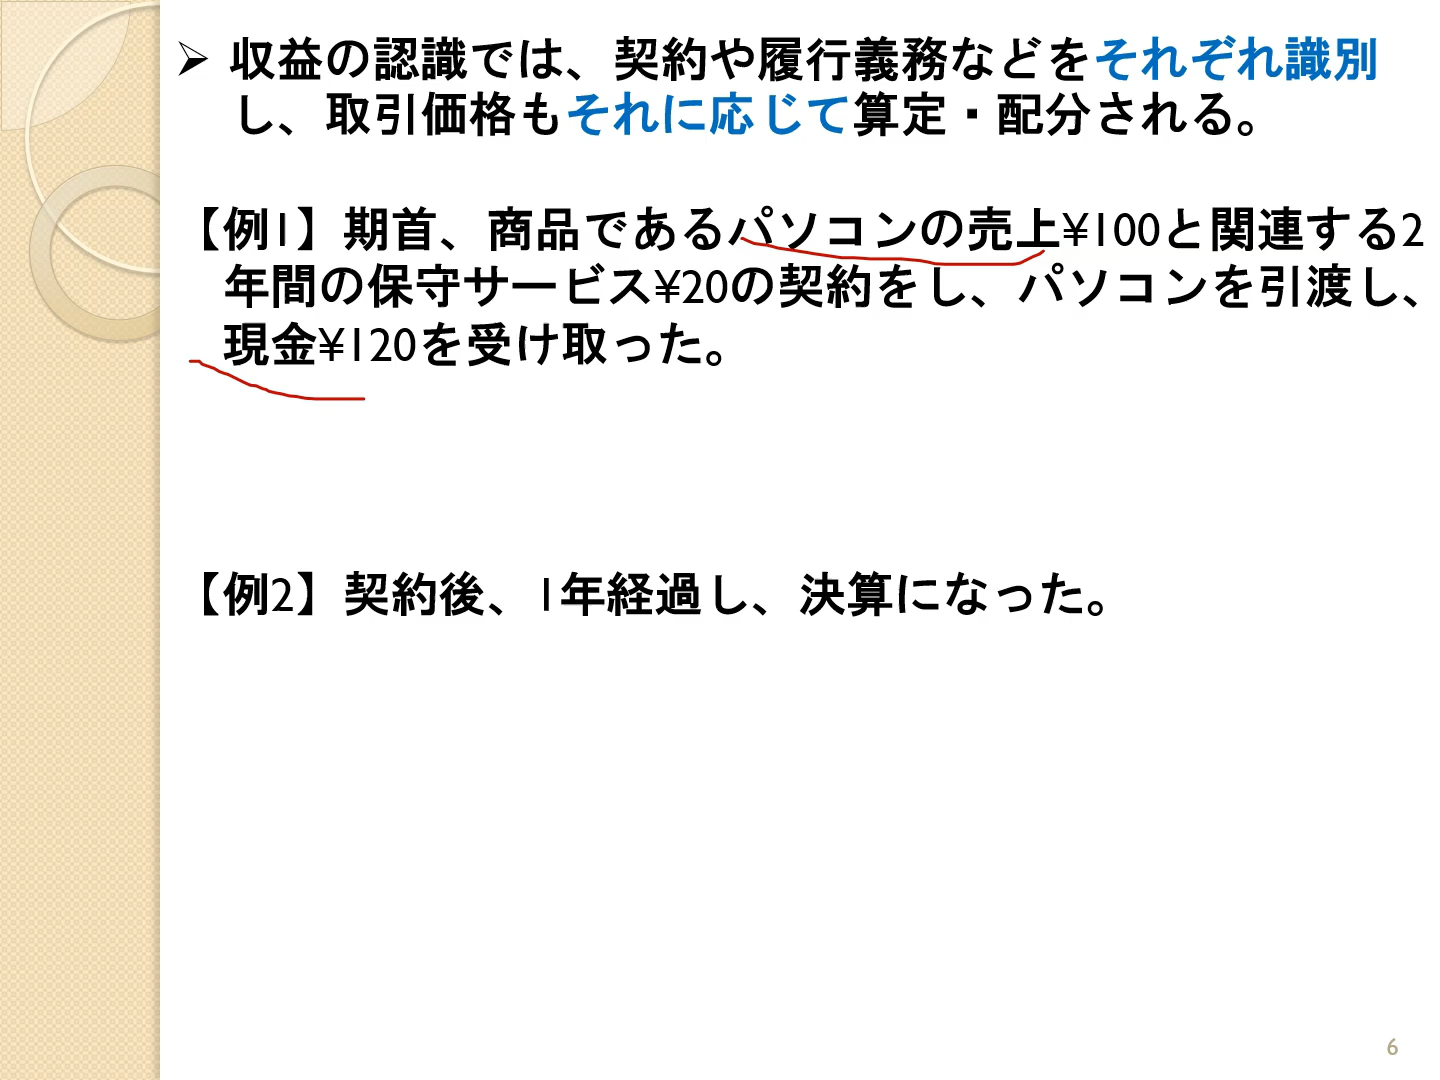 ➢ 収益の認識では、契約や履行義務などをそれぞれ識別
し、取引価格もそれに応じて算定・配分される。
【例1】期首、商品であるパソコンの売上¥100と関連する2
年間の保守サービス¥20の契約をし、パソコンを引渡し、
現金¥120を受け取った。
【例2】契約後、1年経過し、決算になった。
6